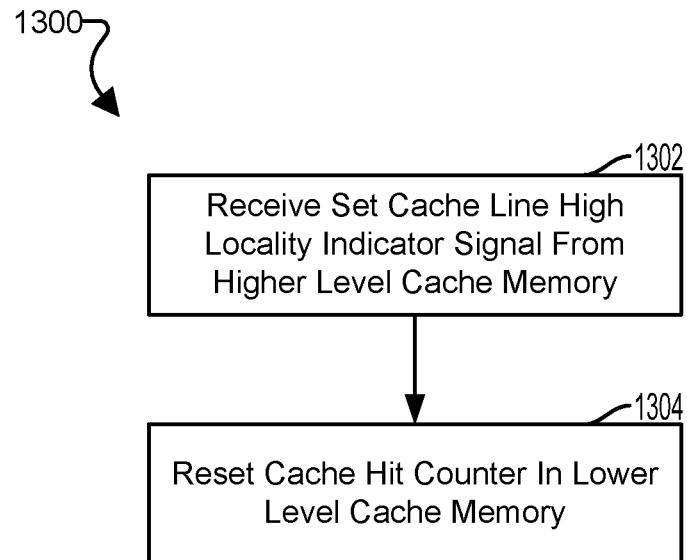 1300
1302
Receive Set Cache Line High
Locality Indicator Signal From
Higher Level Cache Memory
1304
Reset Cache Hit Counter In Lower
Level Cache Memory